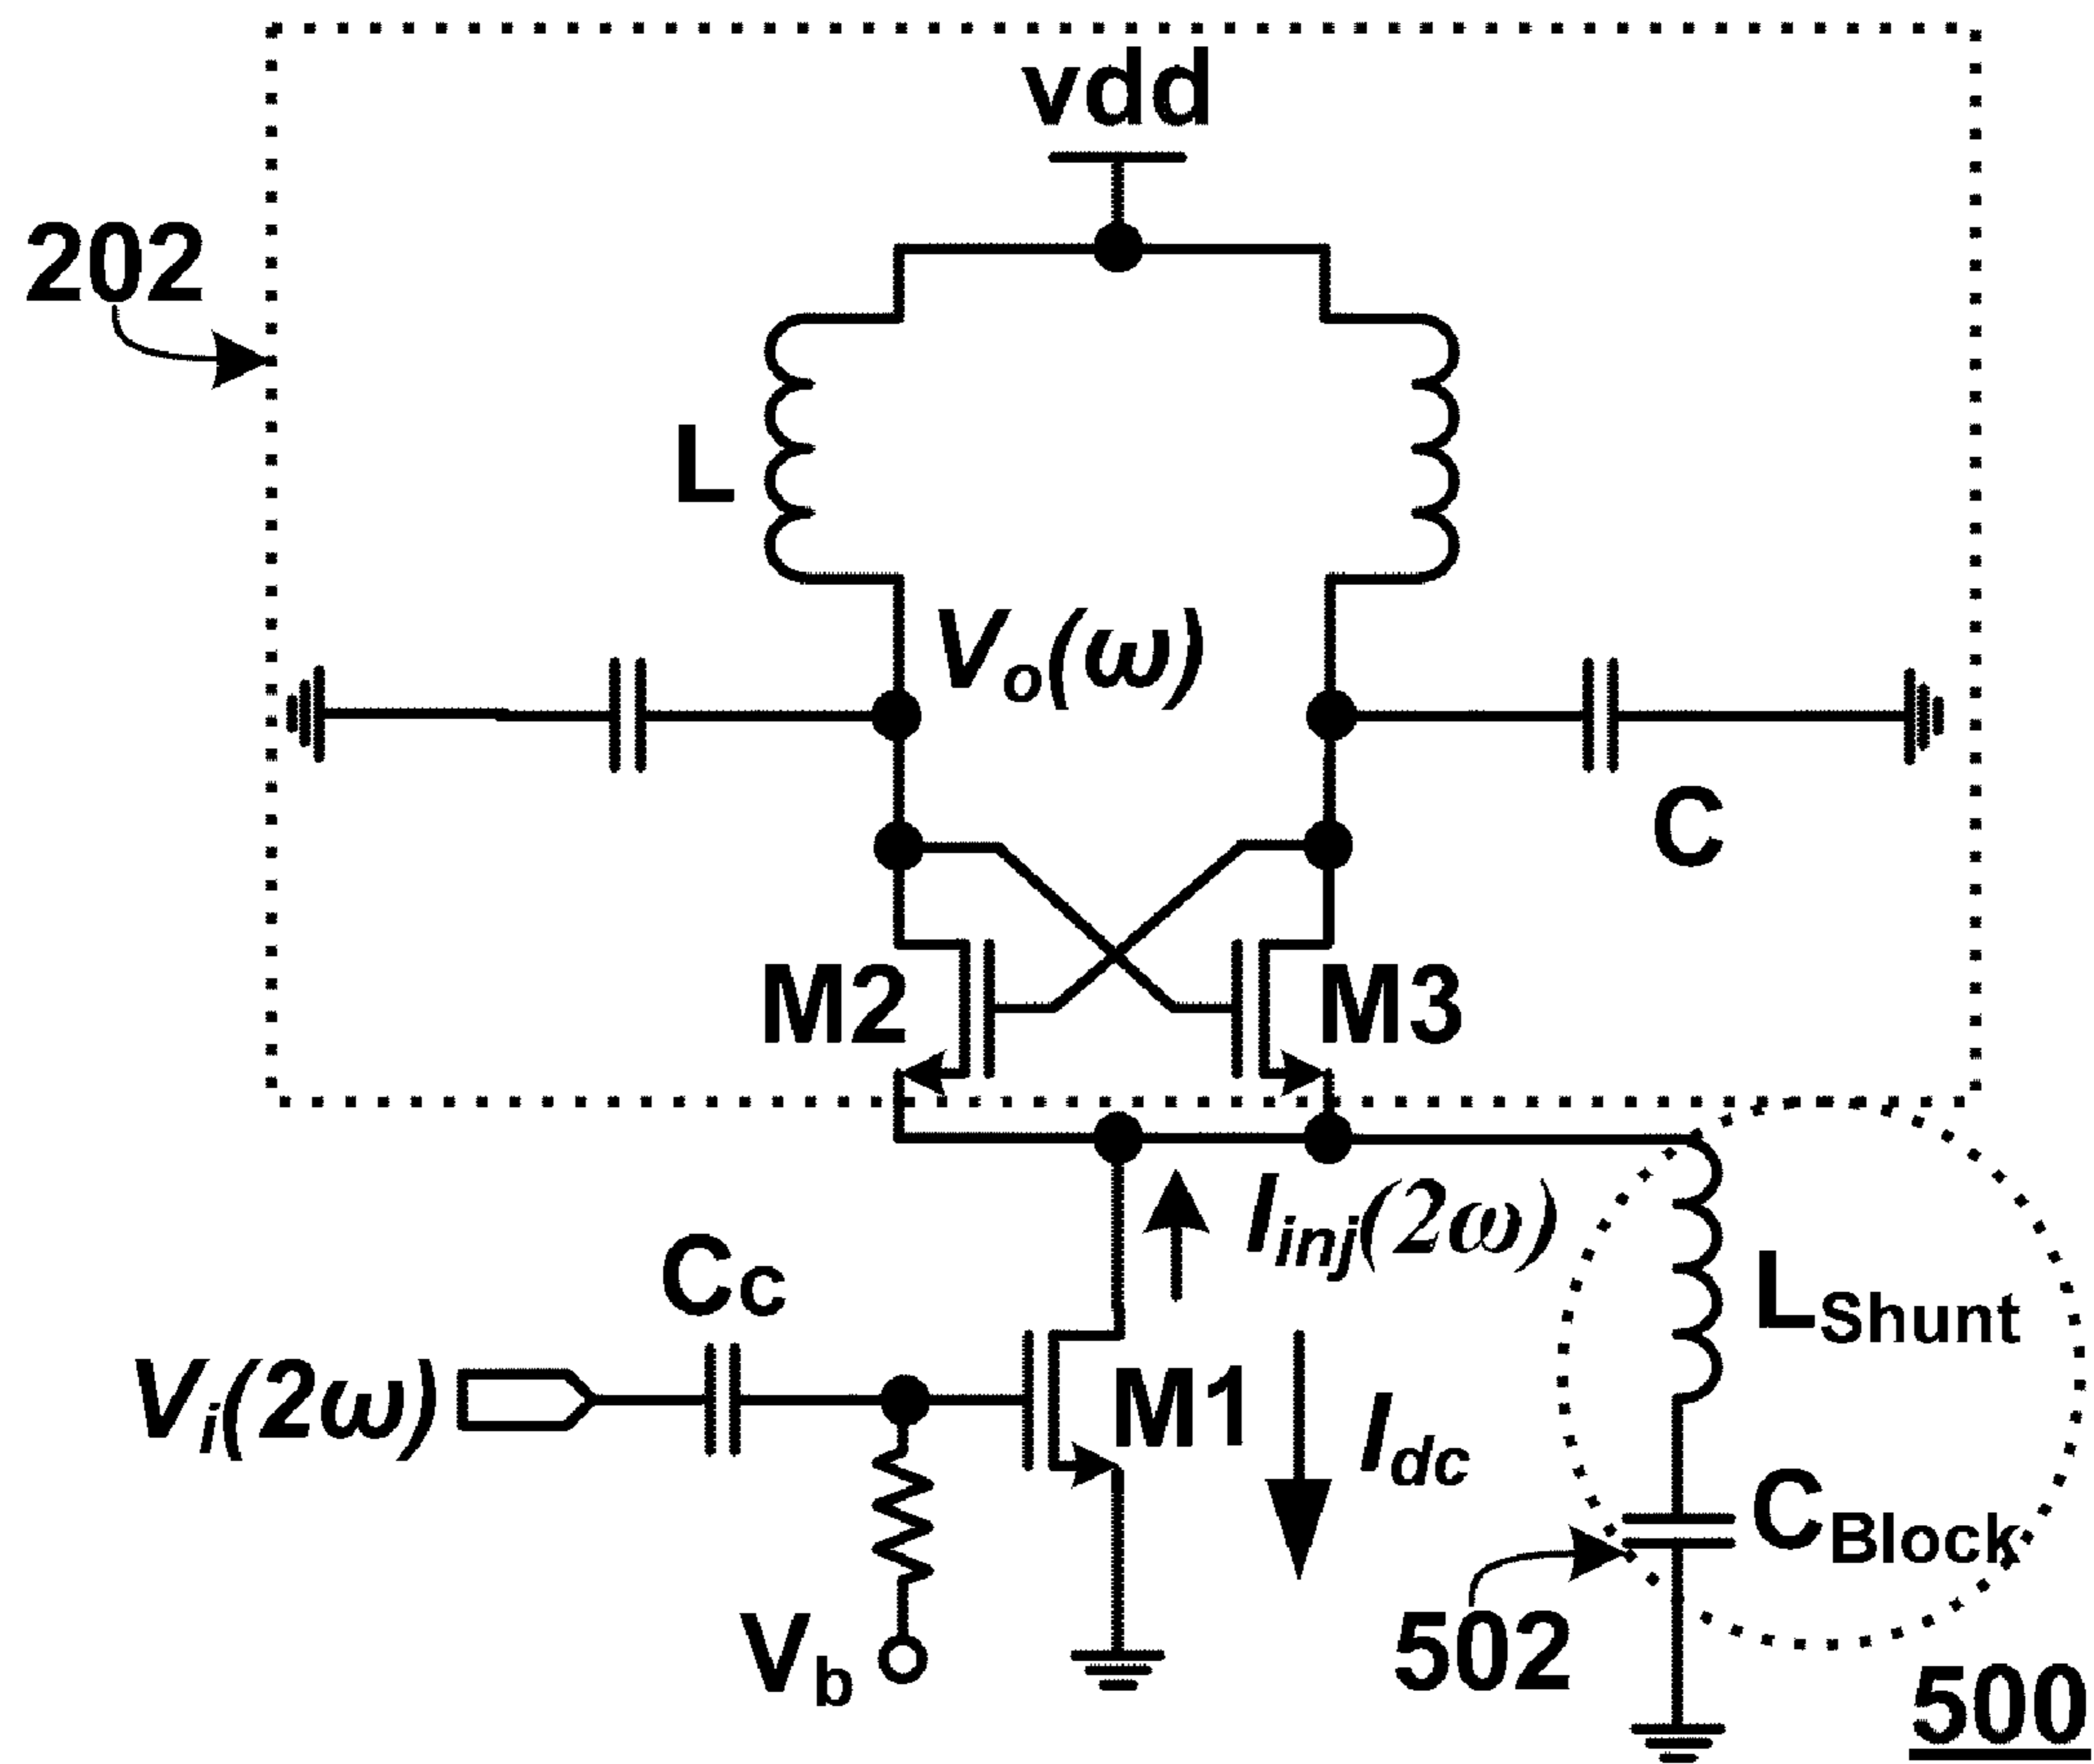 vdd
202
L
Vo(ω)
C
M2
M3
Iinj(2ω)
Cc
LShunt
Vi(2ω)
M1
Idc
CBlock
Vb
502
500